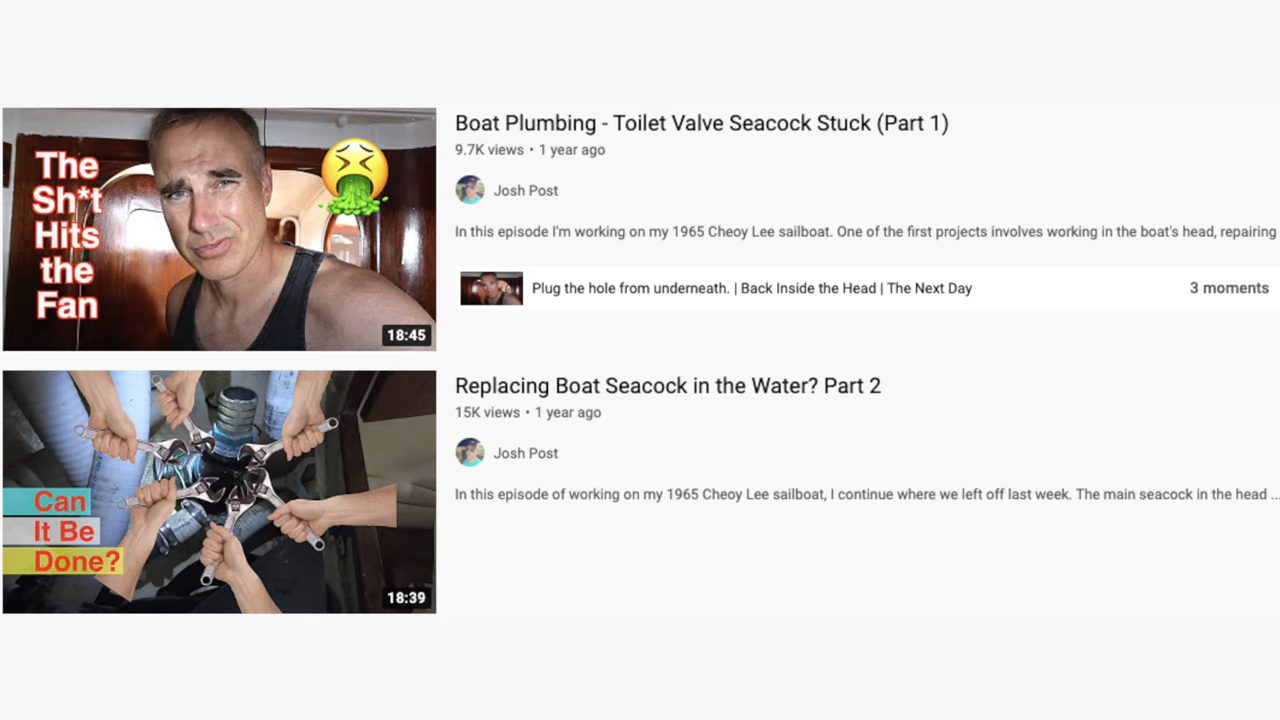 The
Sh*t
Hits
the
Fan
18:45
Boat Plumbing - Toilet Valve Seacock Stuck (Part 1)
9.7K views • 1 year ago
Josh Post
In this episode I'm working on my 1965 Cheoy Lee sailboat. One of the first projects involves working in the boat's head, repairing
Plug the hole from underneath. | Back Inside the Head | The Next Day
3 moments
Can
It Be
Done?
18:39
Replacing Boat Seacock in the Water? Part 2
15K views • 1 year ago
Josh Post
In this episode of working on my 1965 Cheoy Lee sailboat, I continue where we left off last week. The main seacock in the head ...